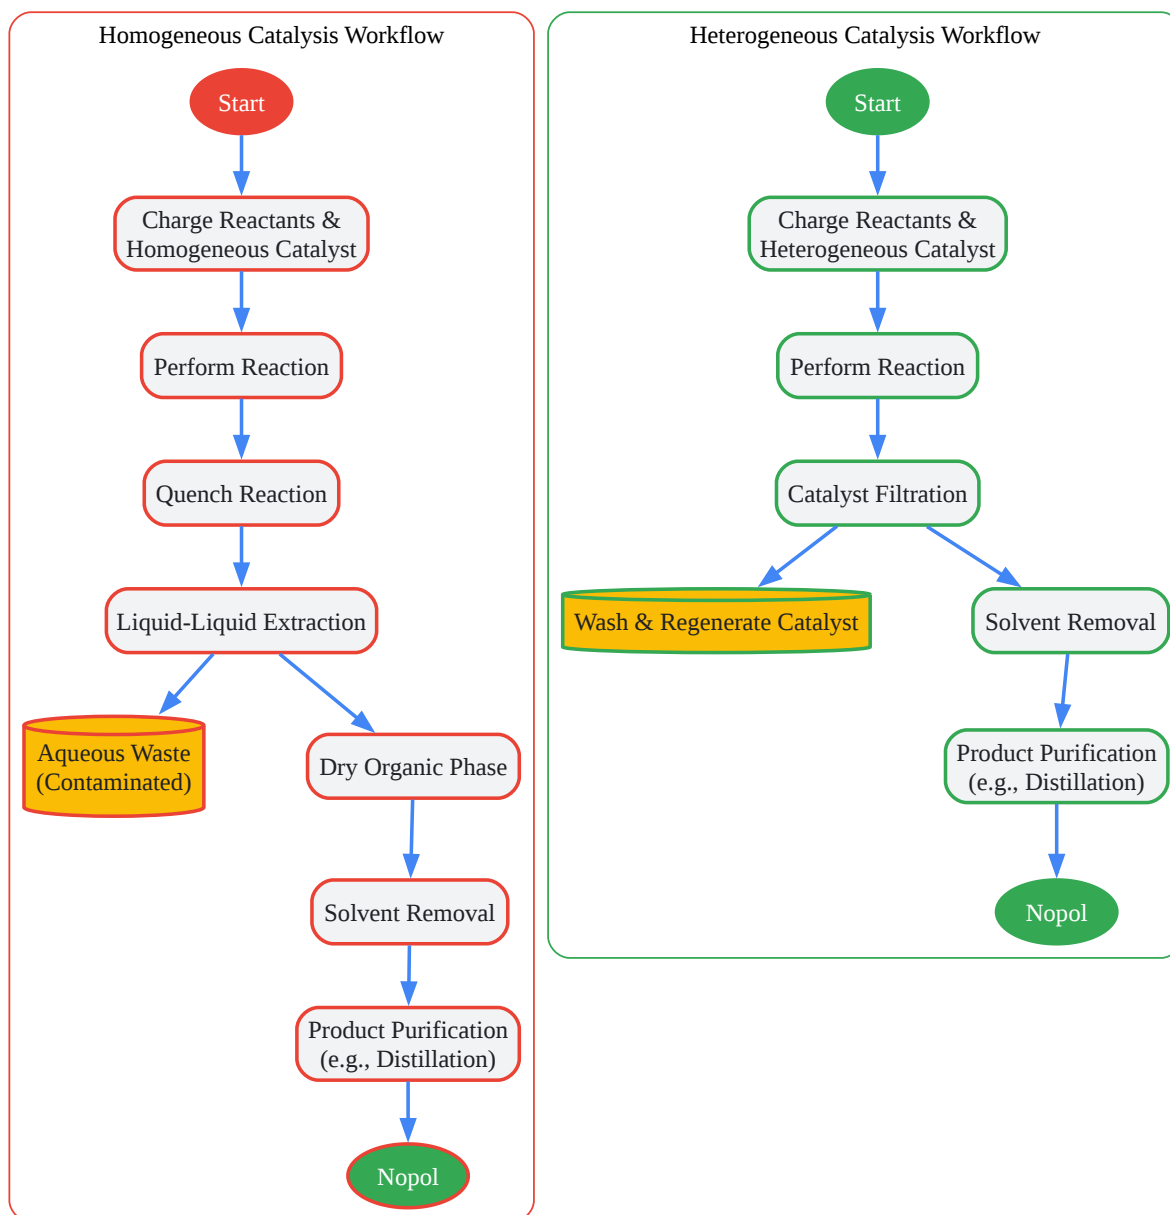 Homogeneous Catalysis Workflow
Start
Charge Reactants &
Homogeneous Catalyst
Perform Reaction
Quench Reaction
Liquid-Liquid Extraction
Aqueous Waste
(Contaminated)
Dry Organic Phase
Solvent Removal
Product Purification
(e.g., Distillation)
Nopol
Heterogeneous Catalysis Workflow
Start
Charge Reactants &
Heterogeneous Catalyst
Perform Reaction
Catalyst Filtration
Wash & Regenerate Catalyst
Solvent Removal
Product Purification
(e.g., Distillation)
Nopol